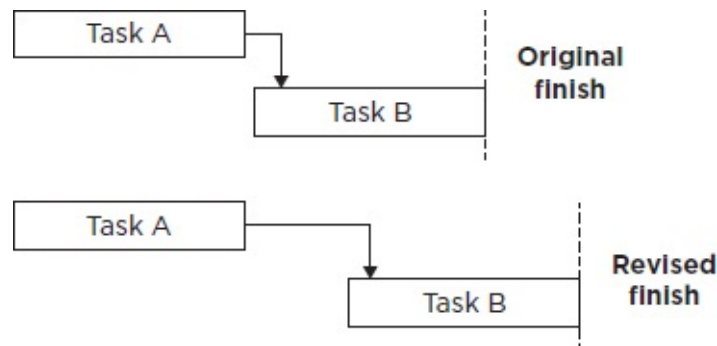 Task A
Original
finish
Task B
Task A
Revised
finish
Task B